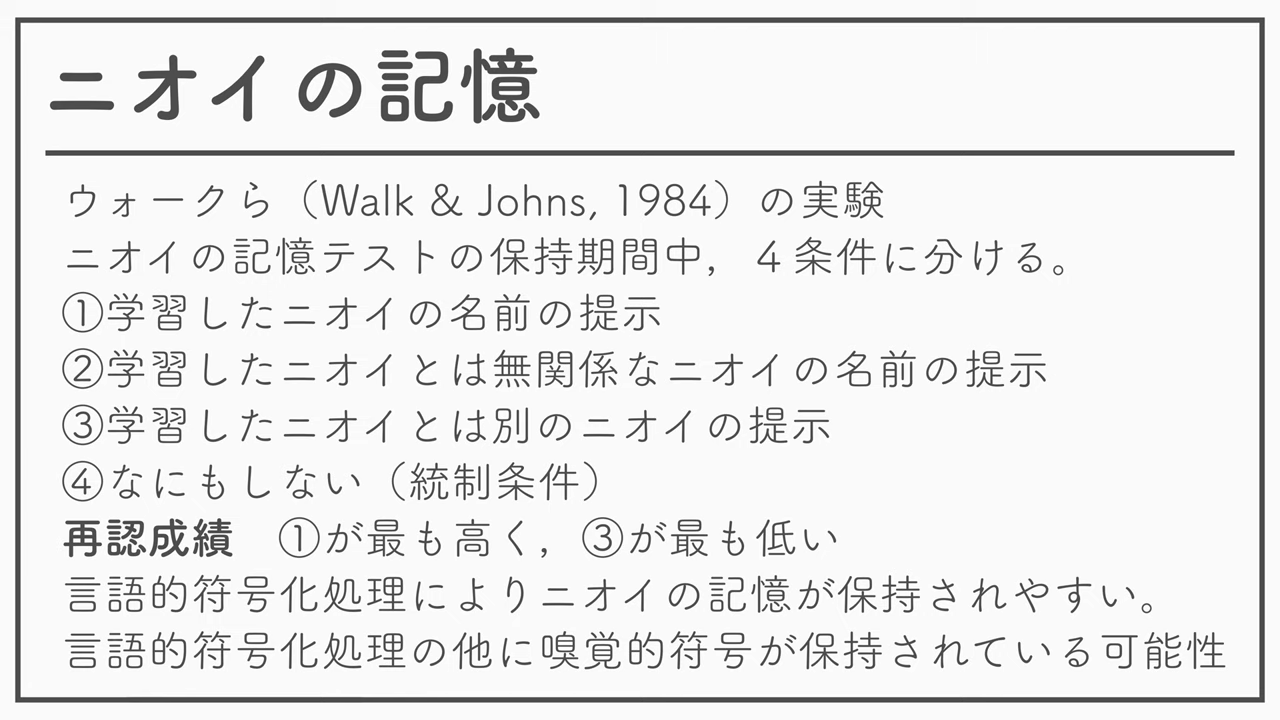 ニオイの記憶
ウォークら（Walk & Johns, 1984）の実験
ニオイの記憶テストの保持期間中，４条件に分ける。
①学習したニオイの名前の提示
②学習したニオイとは無関係なニオイの名前の提示
③学習したニオイとは別のニオイの提示
④なにもしない（統制条件）
再認成績　①が最も高く，③が最も低い
言語的符号化処理によりニオイの記憶が保持されやすい。
言語的符号化処理の他に嗅覚的符号が保持されている可能性